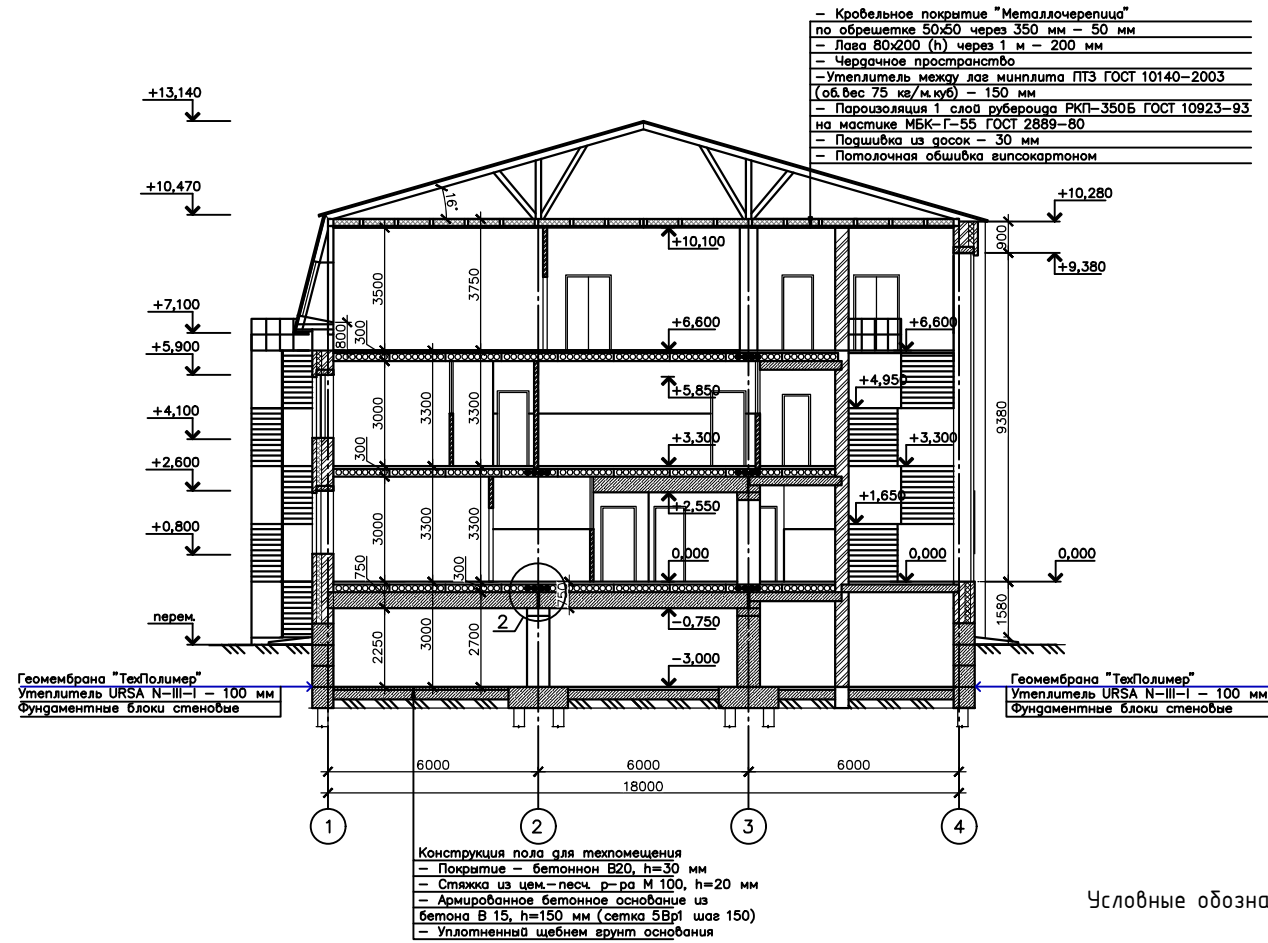 — Кровельное покрытие "Металлочерепица"
по обрешетке 50х50 через 350 мм — 50 мм
— Лага 80х200 (h) через 1 м — 200 мм
— Чердачное пространство
—Утеплитель между лаг минплита ПТЗ ГОСТ 10140—2003
(об.вес 75 кг/м.куб) — 150 мм
— Пароизоляция 1 слой рубероида РКП—350Б ГОСТ 10923—93
на мастике МБК—Г—55 ГОСТ 2889—80
— Подшивка из досок — 30 мм
— Потолочная обшивка гипсокартоном
+13,140
+10,470
+7,100
+5,900
+4,100
+2,600
+0,800
перем.
16°
+10,280
900
+9,380
+10,100
3500
3750
+6,600
+6,600
800
300
+5,850
+4,950
3000
3300
3300
9380
+3,300
+3,300
300
+2,550
+1,650
3000
3300
3300
0,000
0,000
0,000
750
300
750
2
—0,750
1580
2250
3000
2700
—3,000
Геомембрана "ТехПолимер"
Утеплитель URSA N—III—I — 100 мм
Фундаментные блоки стеновые
Геомембрана "ТехПолимер"
Утеплитель URSA N—III—I — 100 мм
Фундаментные блоки стеновые
6000
6000
6000
18000
1
2
3
4
Конструкция пола для техпомещения
— Покрытие — бетоннон В20, h=30 мм
— Стяжка из цем.—песч. р—ра М 100, h=20 мм
— Армированное бетонное основание из
бетона В 15, h=150 мм (сетка 5Вр1 шаг 150)
— Уплотненный щебнем грунт основания
Условные обозна